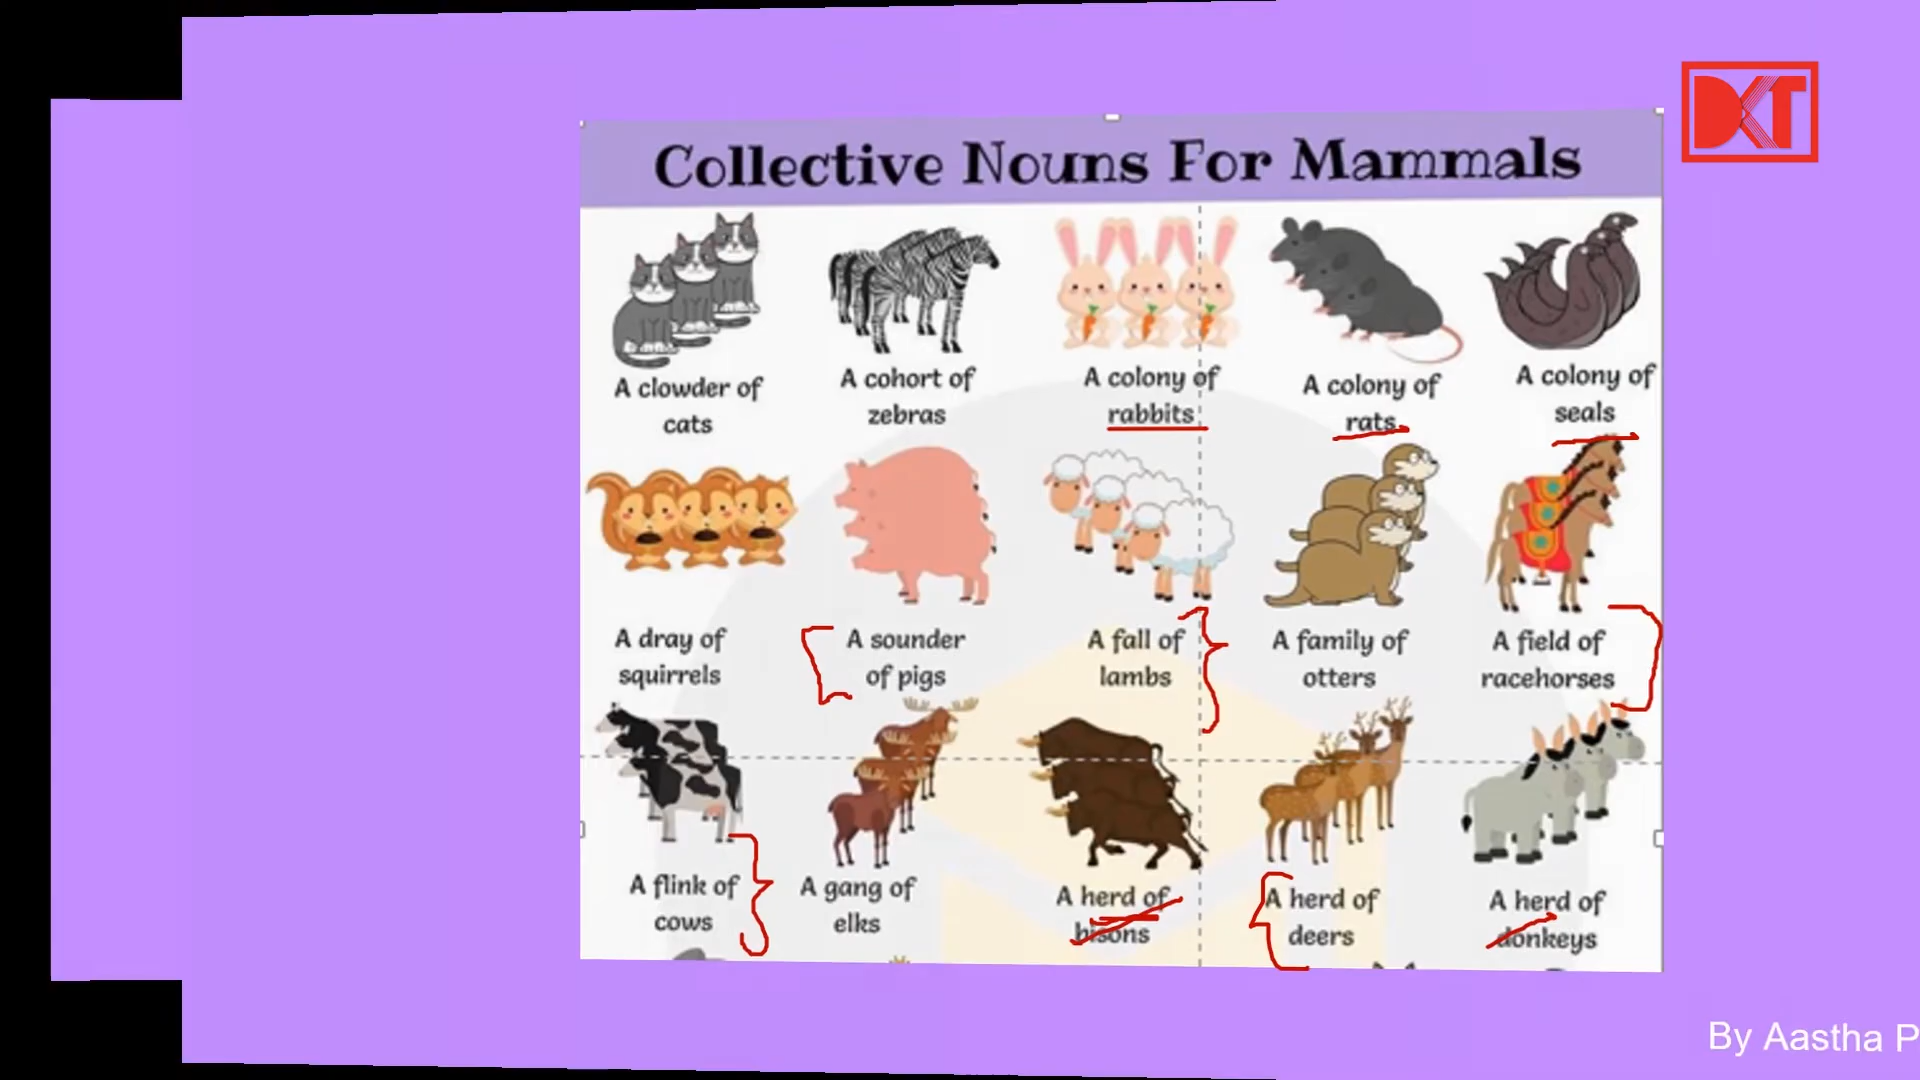 DKT
Collective Nouns For Mammals
A clowder of
cats
A cohort of
zebras
A colony of
rabbits
A colony of
rats
A colony of
seals
A dray of
squirrels
A sounder
of pigs
A fall of
lambs
A family of
otters
A field of
racehorses
A flink of
cows
A gang of
elks
A herd of
bisons
A herd of
deers
A herd of
donkeys
By Aastha P